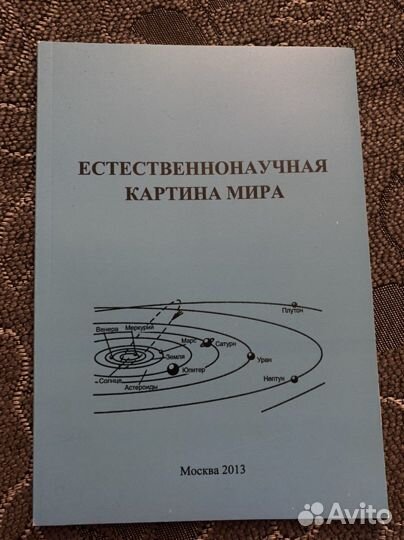 ЕСТЕСТВЕННОНАУЧНАЯ
КАРТИНА МИРА
Плутон
Венера Меркурий
Марс Сатурн
Земля Уран
Юпитер
Солнце Нептун
Астероиды
Москва 2013
Avito